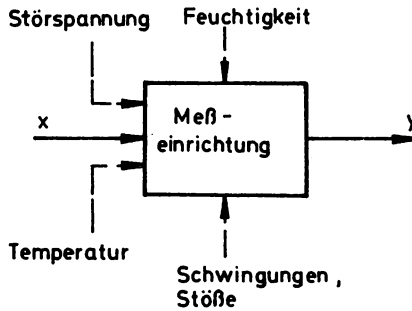 Störspannung
Feuchtigkeit
x
Meß-
einrichtung
y
Temperatur
Schwingungen,
Stöße